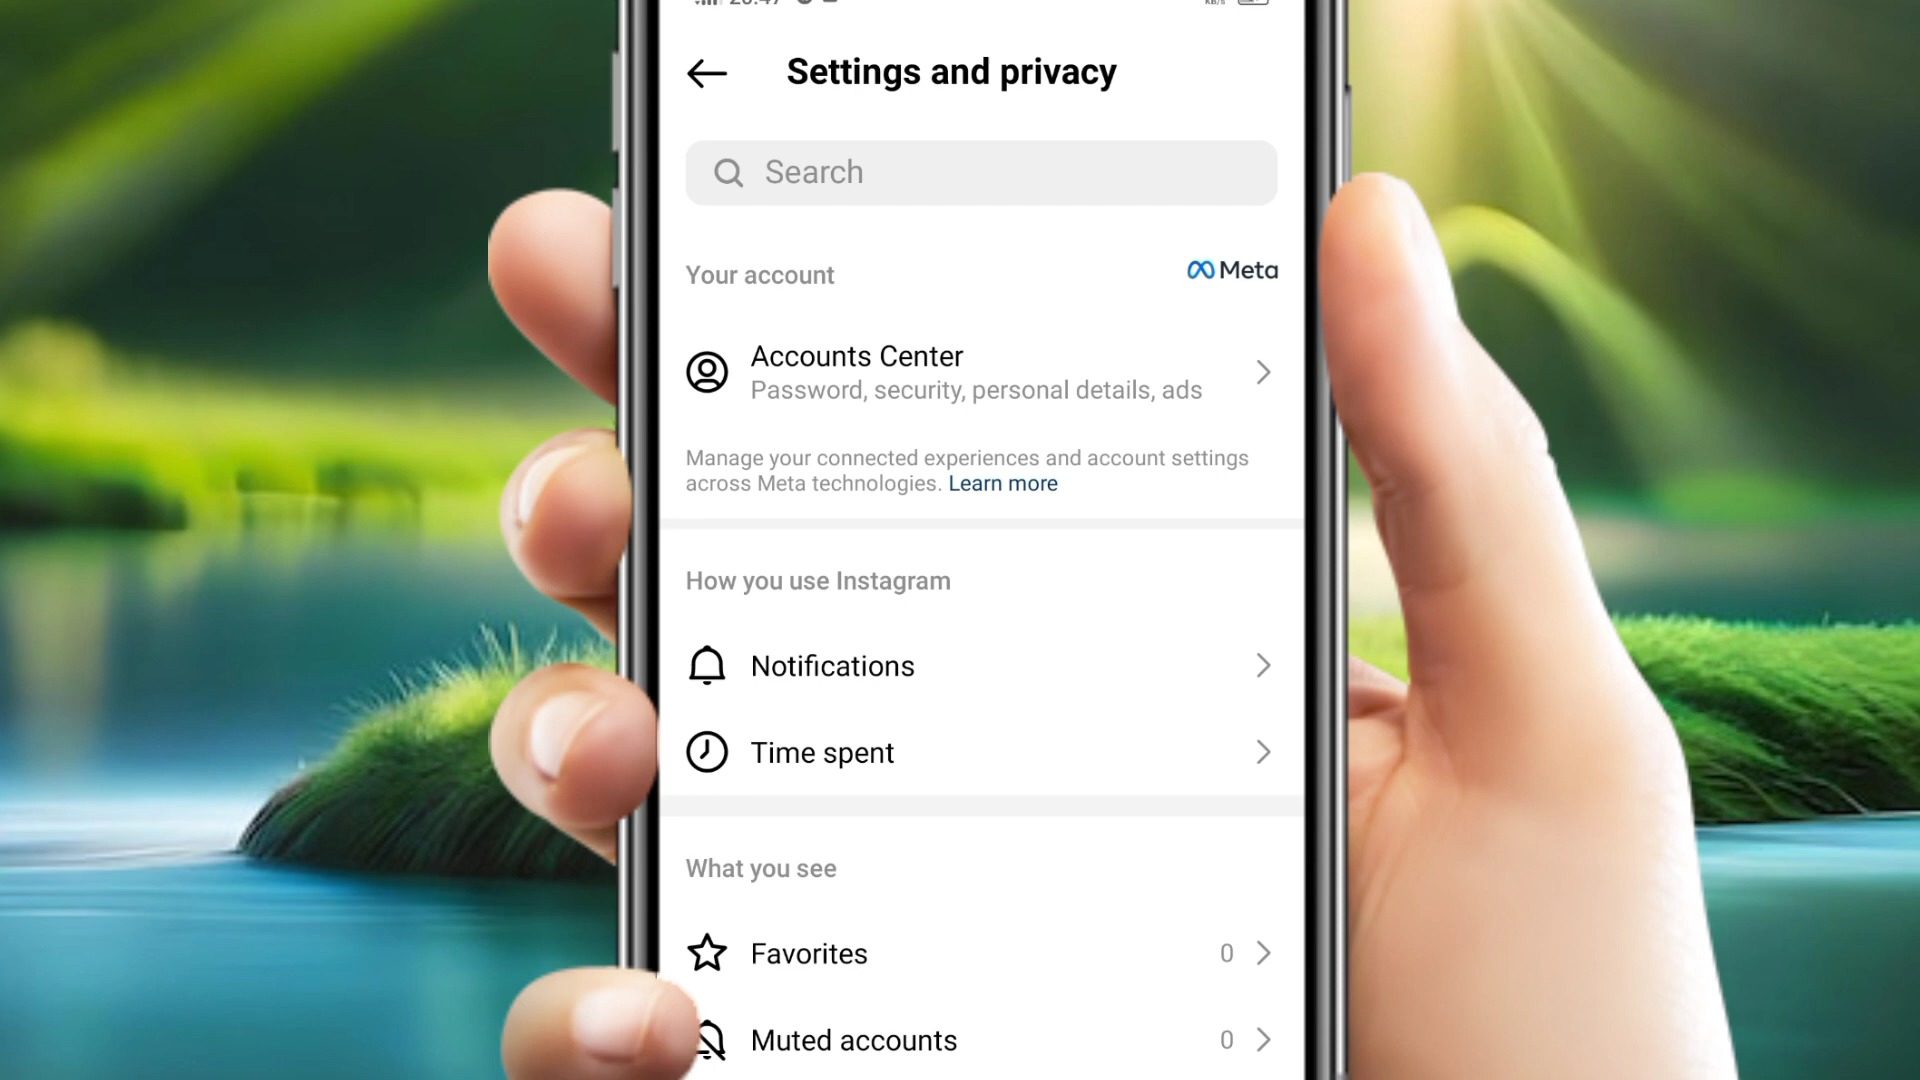 Settings and privacy
Search
Your account
Meta
Accounts Center
Password, security, personal details, ads
Manage your connected experiences and account settings
across Meta technologies. Learn more
How you use Instagram
Notifications
Time spent
What you see
Favorites 0
Muted accounts 0